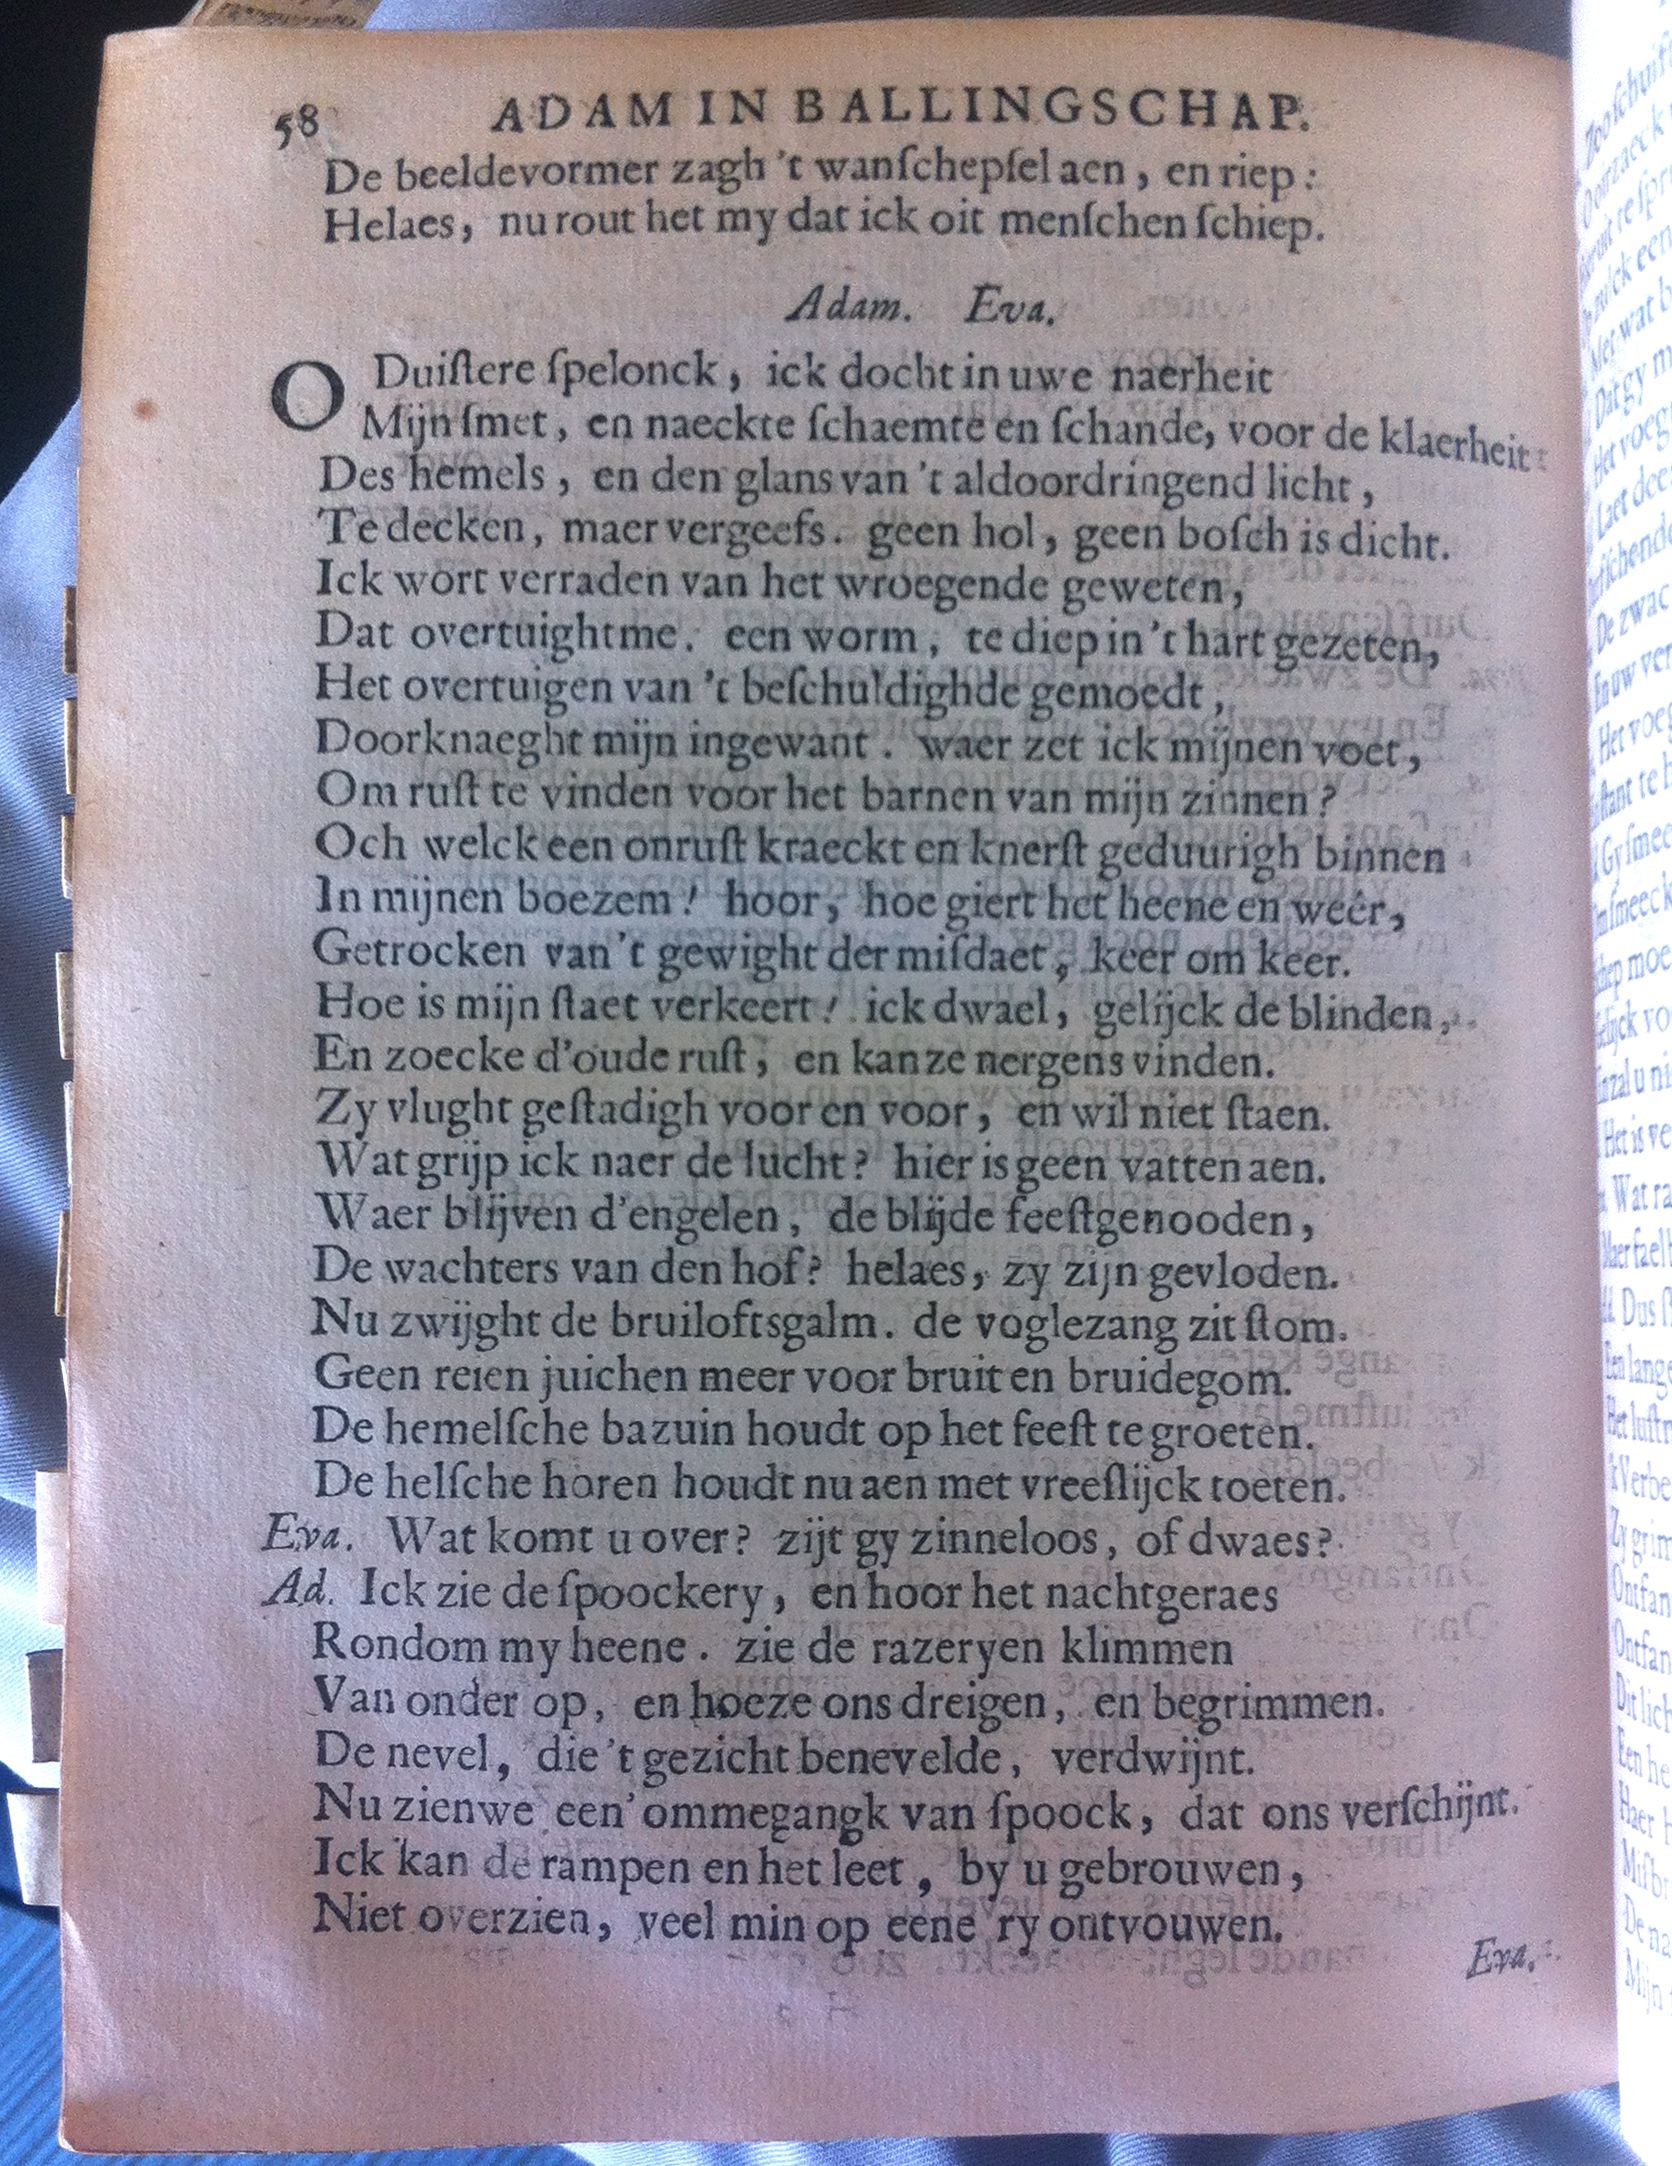 58 ADAM IN BALLINGSCHAP.
De beeldevormer zagh 't wanſchepſel aen, en riep:
Helaes, nu rout het my dat ick oit menſchen ſchiep.
Adam. Eva.
O Duiſtere ſpelonck, ick docht in uwe naerheit
Mijn ſmet, en naeckte ſchaemte en ſchande, voor de klaerheit
Des hemels, en den glans van 't aldoordringend licht,
Te decken, maer vergeefs. geen hol, geen boſch is dicht.
Ick wort verraden van het wroegende geweten,
Dat overtuight me. een worm, te diep in 't hart gezeten,
Het overtuigen van 't beſchuldighde gemoedt,
Doorknaeght mijn ingewant. waer zet ick mijnen voet,
Om ruſt te vinden voor het barnen van mijn zinnen?
Och welck een onruſt kraeckt en knerſt geduurigh binnen
In mijnen boezem! hoor, hoe giert het heene en weêr,
Getrocken van 't gewight der miſdaet, keer om keer.
Hoe is mijn ſtaet verkeert! ick dwael, gelijck de blinden,
En zoecke d'oude ruſt, en kanze nergens vinden.
Zy vlught geſtadigh voor en voor, en wil niet ſtaen.
Wat grijp ick naer de lucht? hier is geen vatten aen.
Waer blijven d'engelen, de blijde feeſtgenooden,
De wachters van den hof? helaes, zy zijn gevloden.
Nu zwijght de bruiloftsgalm. de voglezang zit ſtom.
Geen reien juichen meer voor bruit en bruidegom.
De hemelſche bazuin houdt op het feeſt te groeten.
De helſche horen houdt nu aen met vreeſlijck toeten.
Eva. Wat komt u over? zijt gy zinneloos, of dwaes?
Ad. Ick zie de ſpoockery, en hoor het nachtgeraes
Rondom my heene. zie de razeryen klimmen
Van onder op, en hoeze ons dreigen, en begrimmen.
De nevel, die 't gezicht benevelde, verdwijnt.
Nu zienwe een' ommegangk van ſpoock, dat ons verſchijnt.
Ick kan de rampen en het leet, by u gebrouwen,
Niet overzien, veel min op eene ry ontvouwen.
Eva.